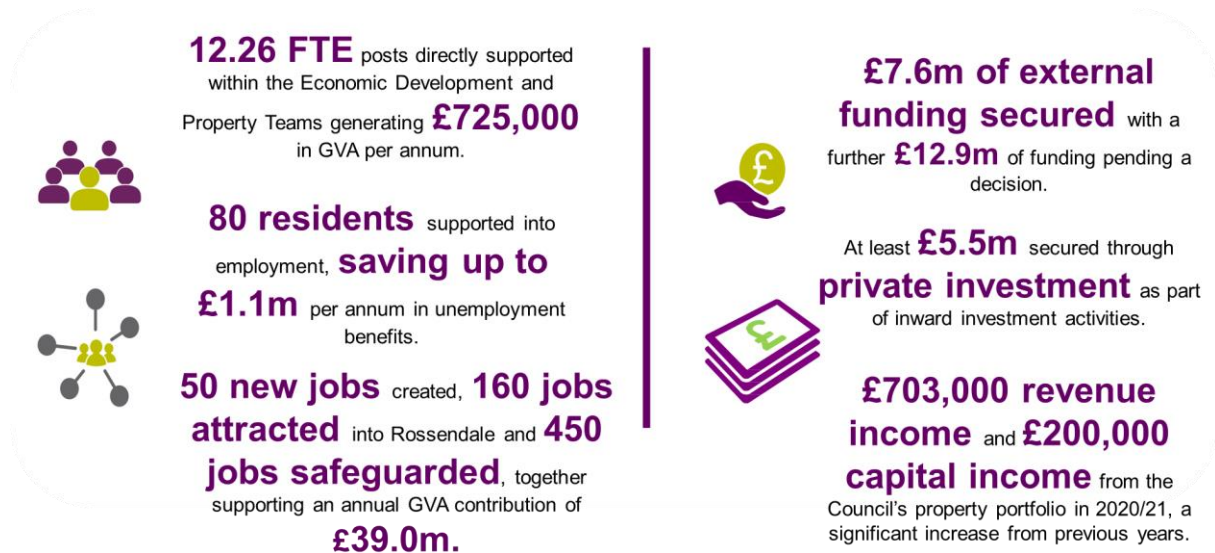 12.26 FTE posts directly supported
within the Economic Development and
Property Teams generating £725,000
in GVA per annum.
80 residents supported into
employment, saving up to
£1.1m per annum in unemployment
benefits.
50 new jobs created, 160 jobs
attracted into Rossendale and 450
jobs safeguarded, together
supporting an annual GVA contribution of
£39.0m.
£7.6m of external
funding secured with a
further £12.9m of funding pending a
decision.
£
At least £5.5m secured through
private investment as part
of inward investment activities.
£
£703,000 revenue
income and £200,000
capital income from the
Council's property portfolio in 2020/21, a
significant increase from previous years.